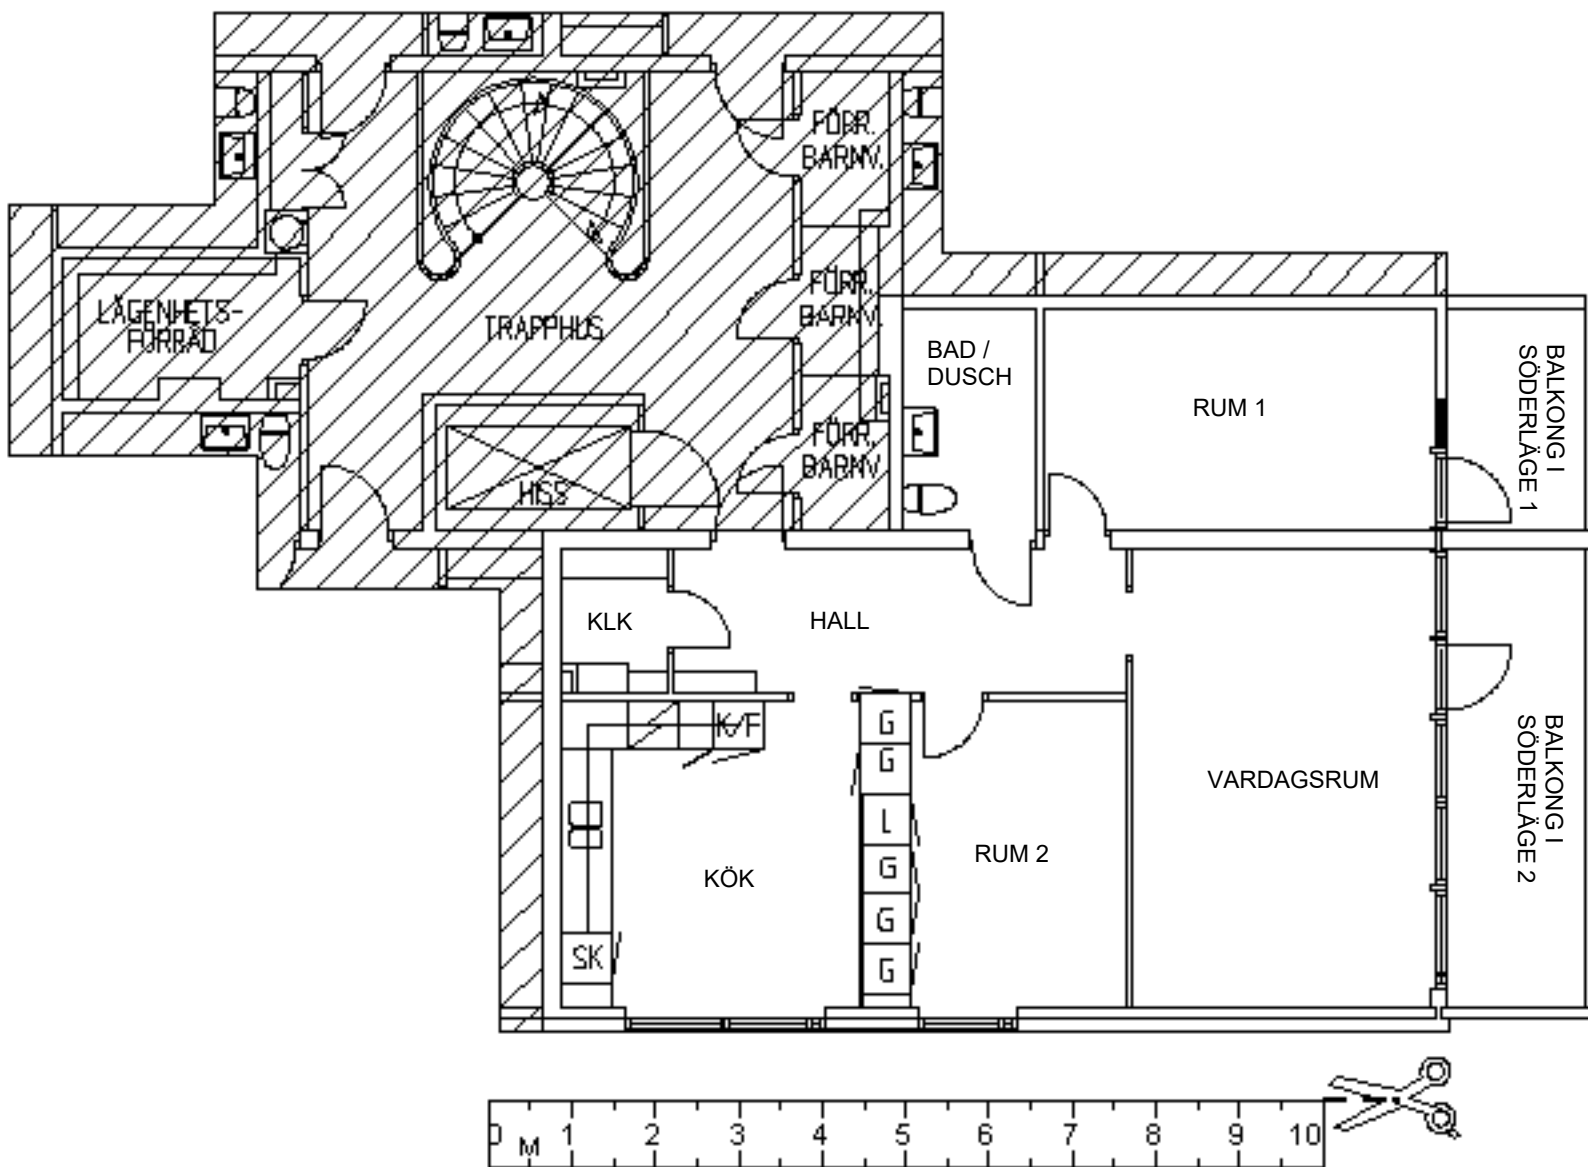 FÖRR.
BARNV.
LÄGENHETS-
FÖRRÅD
TRAPPHUS
FÖRR.
BARNV.
BAD /
DUSCH
RUM 1
BALKONG I
SÖDERLÄGE 1
FÖRR.
BARNV.
HISS
KLK
HALL
K/F
G
G
L
G
G
G
VARDAGSRUM
BALKONG I
SÖDERLÄGE 2
RUM 2
KÖK
SK
0 M 1 2 3 4 5 6 7 8 9 10